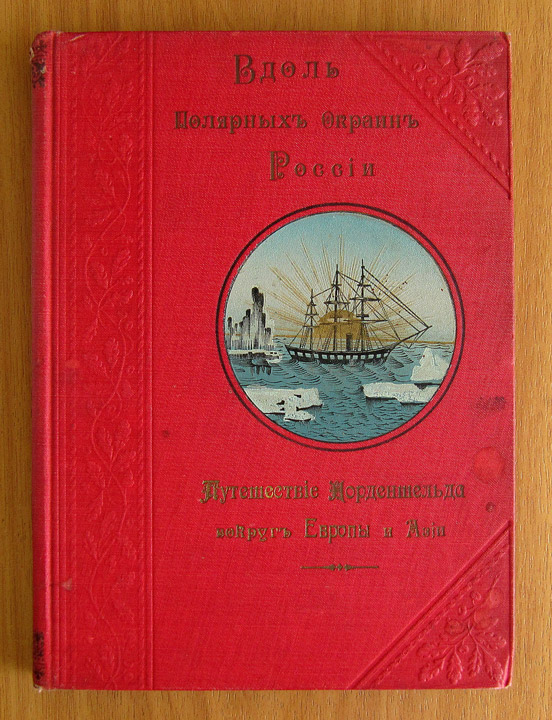 Вдоль
Полярныхъ Окраинъ
Россіи
Путешествіе Норденшельда
вокругъ Европы и Азіи